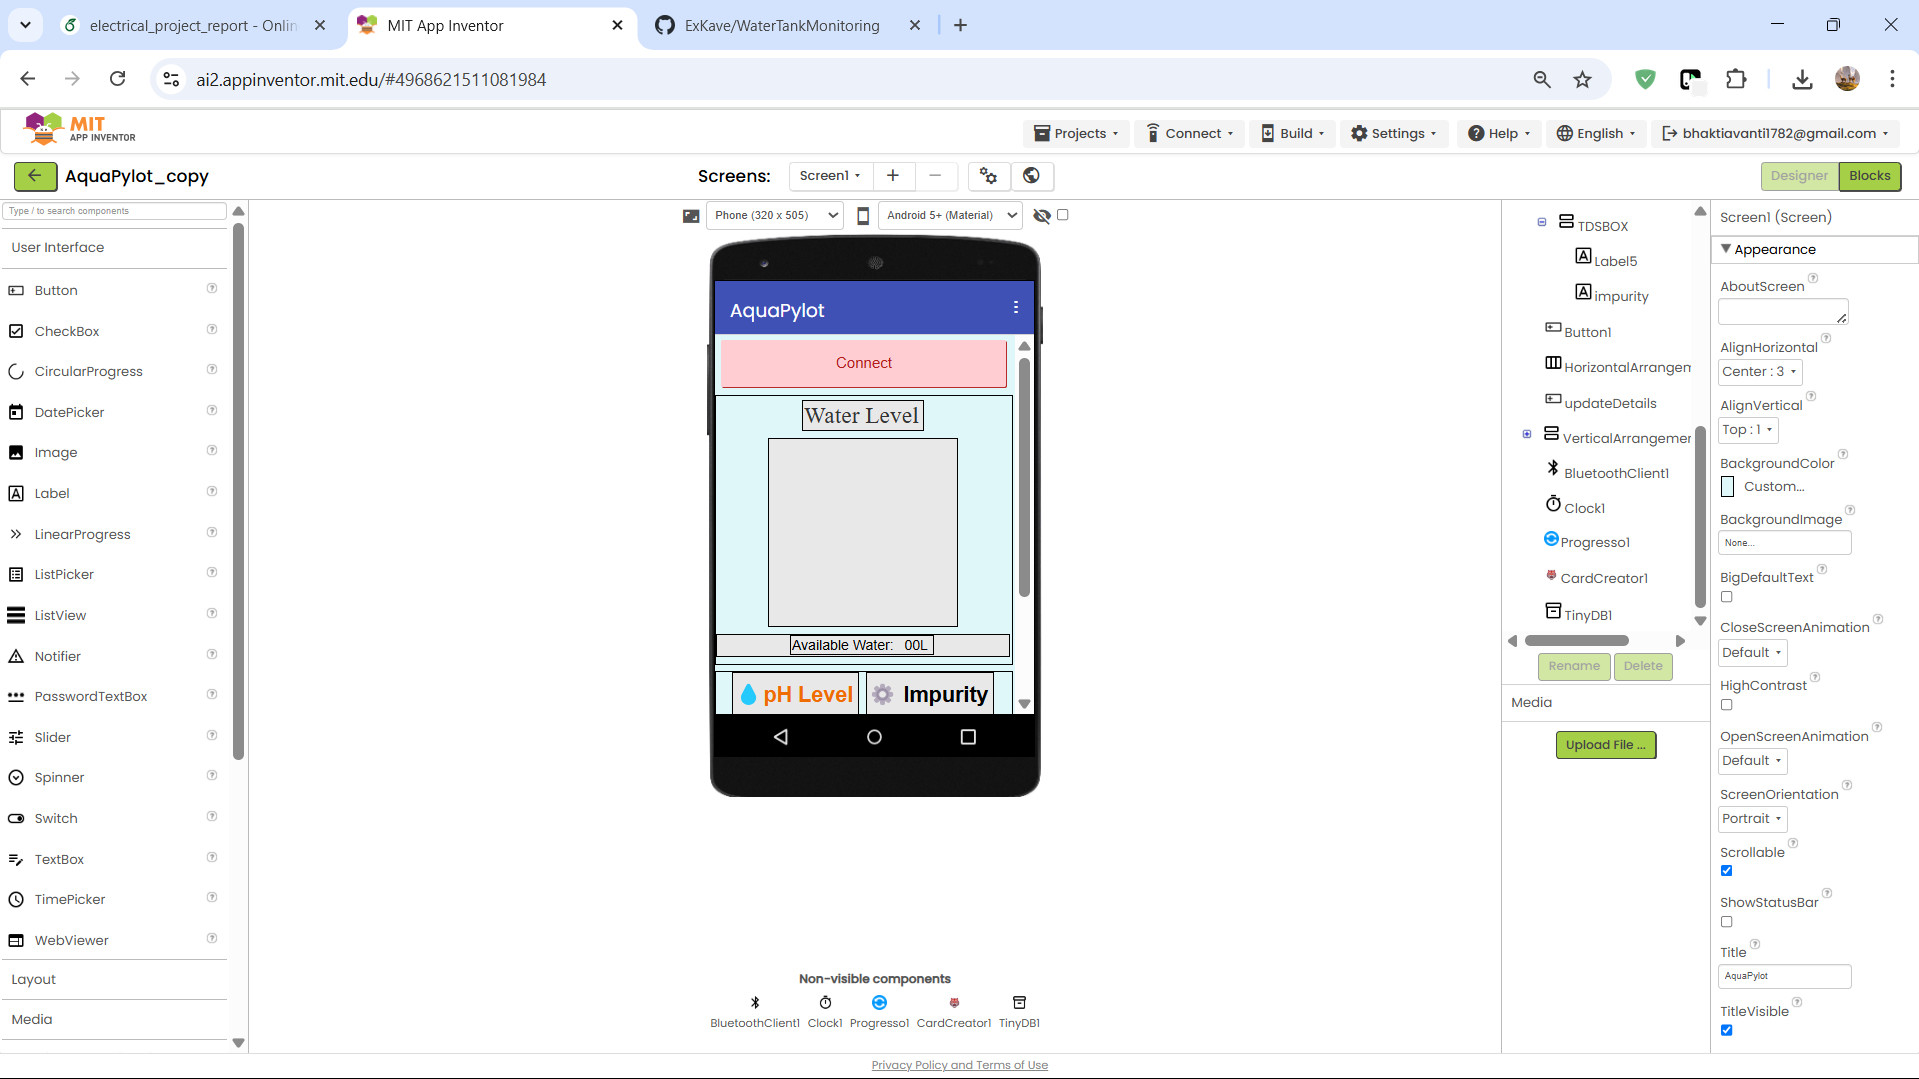 electrical_project_report - Onlin
MIT App Inventor
ExKave/WaterTankMonitoring
ai2.appinventor.mit.edu/#4968621511081984
MIT
APP INVENTOR
Projects
Connect
Build
Settings
Help
English
bhaktiavanti1782@gmail.com
AquaPylot_copy
Screens:
Screen1
Designer
Blocks
Type / to search components
User Interface
Button
CheckBox
CircularProgress
DatePicker
Image
Label
LinearProgress
ListPicker
ListView
Notifier
PasswordTextBox
Slider
Spinner
Switch
TextBox
TimePicker
WebViewer
Layout
Media
Phone (320 x 505)
Android 5+ (Material)
AquaPylot
Connect
Water Level
Available Water: 00L
💧 pH Level
⚙ Impurity
Non-visible components
BluetoothClient1
Clock1
Progresso1
CardCreator1
TinyDB1
TDSBOX
Label5
impurity
Button1
HorizontalArrangem
updateDetails
VerticalArrangemer
BluetoothClient1
Clock1
Progresso1
CardCreator1
TinyDB1
Rename
Delete
Media
Upload File ...
Screen1 (Screen)
Appearance
AboutScreen
AlignHorizontal
Center : 3
AlignVertical
Top : 1
BackgroundColor
Custom...
BackgroundImage
None...
BigDefaultText
CloseScreenAnimation
Default
HighContrast
OpenScreenAnimation
Default
ScreenOrientation
Portrait
Scrollable
ShowStatusBar
Title
AquaPylot
TitleVisible
Privacy Policy and Terms of Use